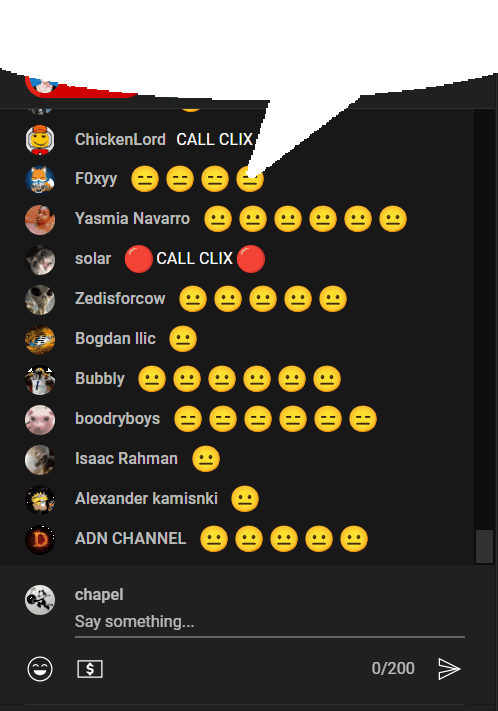 ChickenLord CALL CLIX
F0xyy 😑 😑 😑 😑
Yasmia Navarro 😐 😐 😐 😐 😐 😐
solar 🔴 CALL CLIX 🔴
Zedisforcow 😐 😐 😐 😐 😐
Bogdan Ilic 😐
Bubbly 😐 😐 😐 😐 😐 😐
boodryboys 😑 😑 😑 😑 😑 😑
Isaac Rahman 😐
Alexander kamisnki 😐
ADN CHANNEL 😐 😐 😐 😐 😐
chapel
Say something...
0/200